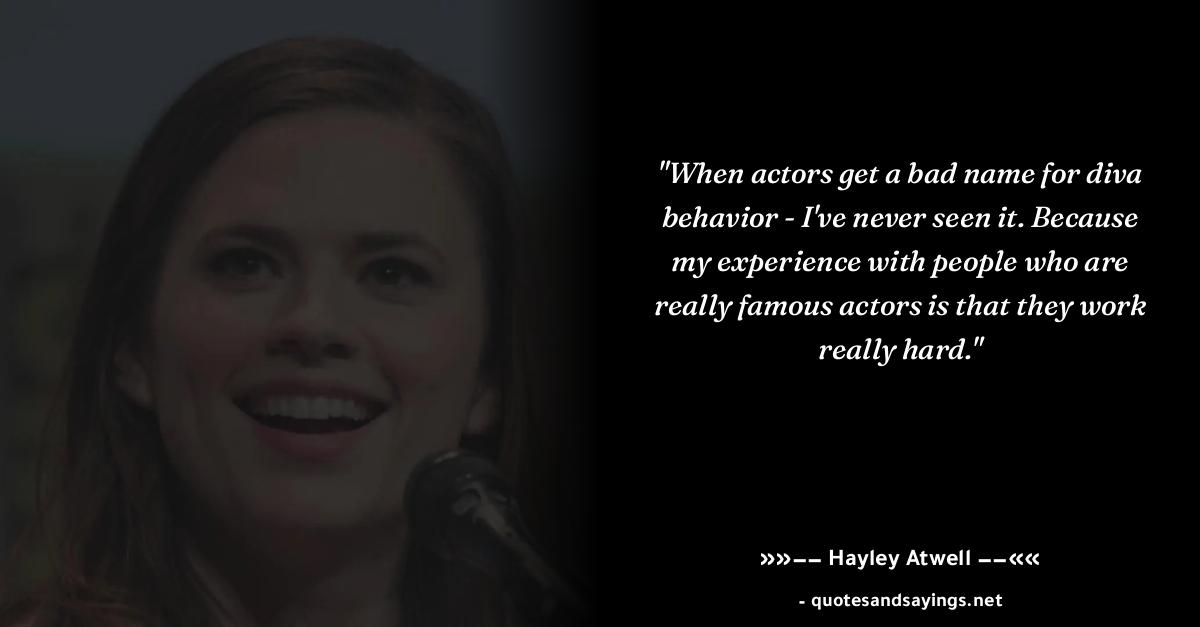 "When actors get a bad name for diva
behavior - I've never seen it. Because
my experience with people who are
really famous actors is that they work
really hard."
»»−− Hayley Atwell −−««
- quotesandsayings.net